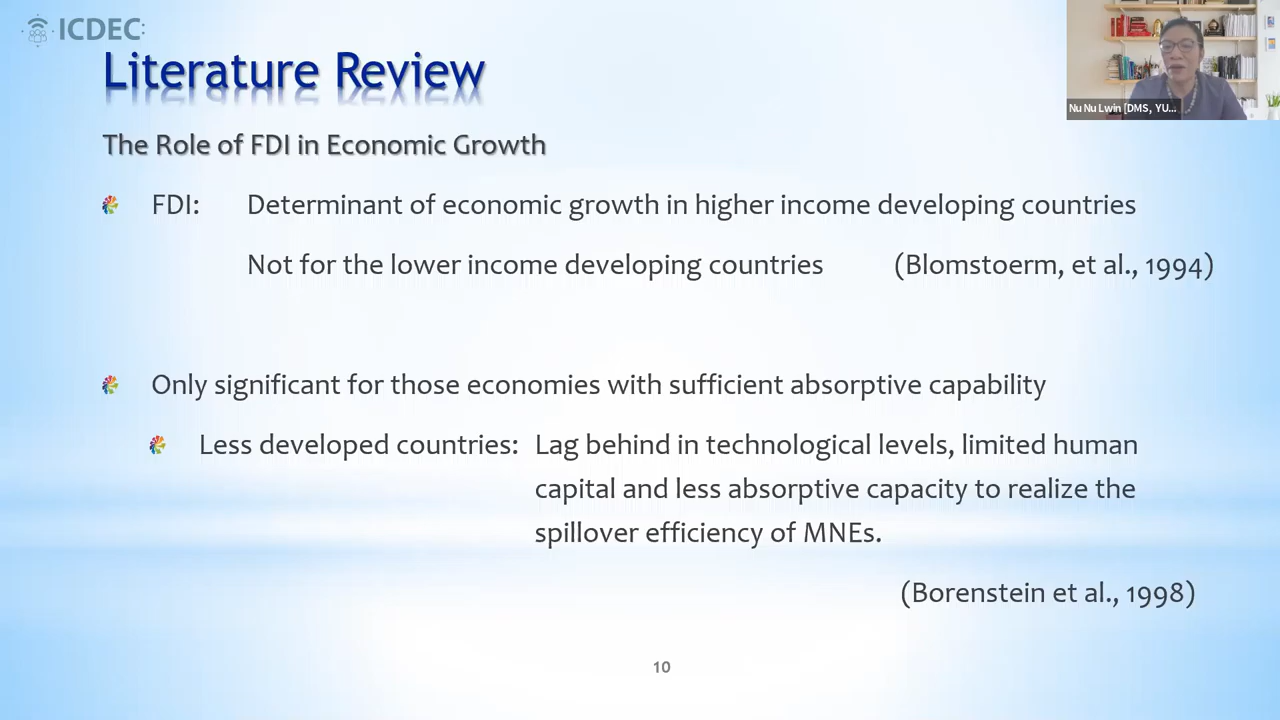 ICDEC
Literature Review
Nu Nu Lwin [DMS, YU...
The Role of FDI in Economic Growth
FDI: Determinant of economic growth in higher income developing countries
Not for the lower income developing countries (Blomstoerm, et al., 1994)
Only significant for those economies with sufficient absorptive capability
Less developed countries: Lag behind in technological levels, limited human
capital and less absorptive capacity to realize the
spillover efficiency of MNEs.
(Borenstein et al., 1998)
10